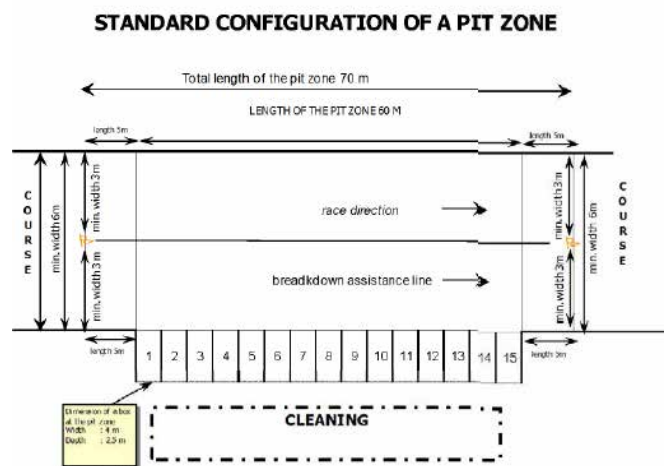 STANDARD CONFIGURATION OF A PIT ZONE
Total length of the pit zone 70 m
LENGTH OF THE PIT ZONE 60 M
length 5m
length 5m
COURSE
min. width 6m
min. width 3m
min. width 3 m
race direction
breadkdown assistance line
min. width 3m
min. width 3m
min. width 6m
COURSE
length 5m
length 5m
1 2 3 4 5 6 7 8 9 10 11 12 13 14 15
Dimension of a box
at the pit zone
Width : 4 m
Depth : 2,5 m
CLEANING